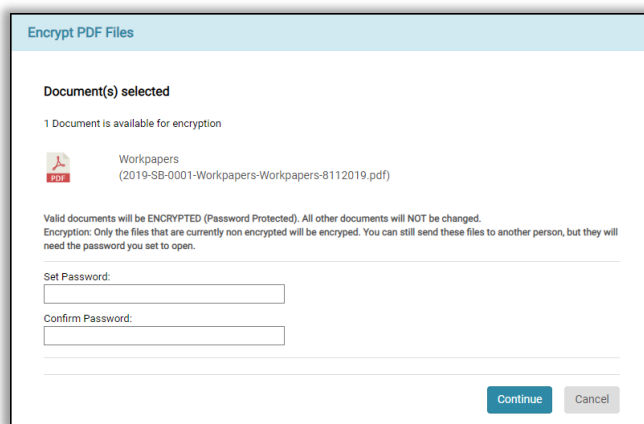 Encrypt PDF Files
Document(s) selected
1 Document is available for encryption
PDF
Workpapers
(2019-SB-0001-Workpapers-Workpapers-8112019.pdf)
Valid documents will be ENCRYPTED (Password Protected). All other documents will NOT be changed.
Encryption: Only the files that are currently non encrypted will be encryped. You can still send these files to another person, but they will
need the password you set to open.
Set Password:
Confirm Password:
Continue
Cancel